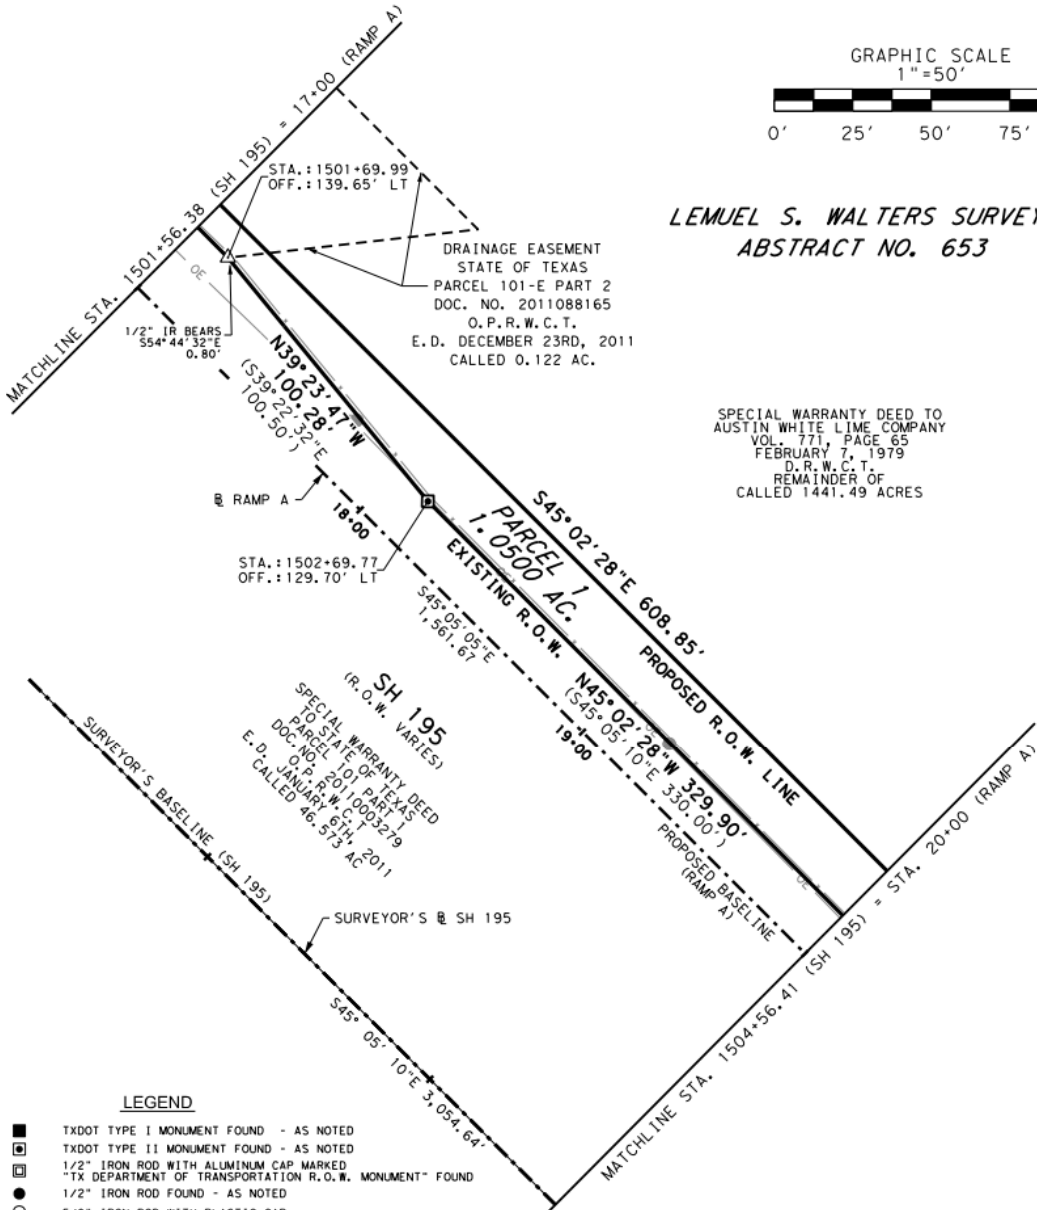 GRAPHIC SCALE
1"=50'
0' 25' 50' 75'
MATCHLINE STA. 1501+56.38 (SH 195) = 17+00 (RAMP A)
STA.:1501+69.99
OFF.:139.65' LT
LEMUEL S. WALTERS SURVEY
ABSTRACT NO. 653
DRAINAGE EASEMENT
STATE OF TEXAS
PARCEL 101-E PART 2
DOC. NO. 2011088165
O.P.R.W.C.T.
E.D. DECEMBER 23RD, 2011
CALLED 0.122 AC.
OE
1/2" IR BEARS
S54°44'32"E
0.80'
N39°23'47"W
100.28'
(S39°22'32"E
100.50')
SPECIAL WARRANTY DEED TO
AUSTIN WHITE LIME COMPANY
VOL. 771, PAGE 65
FEBRUARY 7, 1979
D.R.W.C.T.
REMAINDER OF
CALLED 1441.49 ACRES
℄ RAMP A
18+00
STA.:1502+69.77
OFF.:129.70' LT
PARCEL 1
1.0500 AC.
S45°02'28"E 608.85'
EXISTING R.O.W.
OE
S45°05'05"E
1,561.67
PROPOSED R.O.W. LINE
N45°02'28"W 329.90'
(S45°05'10"E 330.00')
OE
19+00
SH 195
(R.O.W. VARIES)
SPECIAL WARRANTY DEED
TO STATE OF TEXAS
PARCEL 101 PART 1
DOC.NO. 20110003279
O.P.R.W.C.T
E.D. JANUARY 6TH, 2011
CALLED 46.573 AC
PROPOSED BASELINE
(RAMP A)
OE
SURVEYOR'S BASELINE (SH 195)
SURVEYOR'S ℄ SH 195
S45° 05' 10"E 3,054.64'
MATCHLINE STA. 1504+56.41 (SH 195) = STA. 20+00 (RAMP A)
LEGEND
TXDOT TYPE I MONUMENT FOUND - AS NOTED
TXDOT TYPE II MONUMENT FOUND - AS NOTED
1/2" IRON ROD WITH ALUMINUM CAP MARKED
"TX DEPARTMENT OF TRANSPORTATION R.O.W. MONUMENT" FOUND
1/2" IRON ROD FOUND - AS NOTED